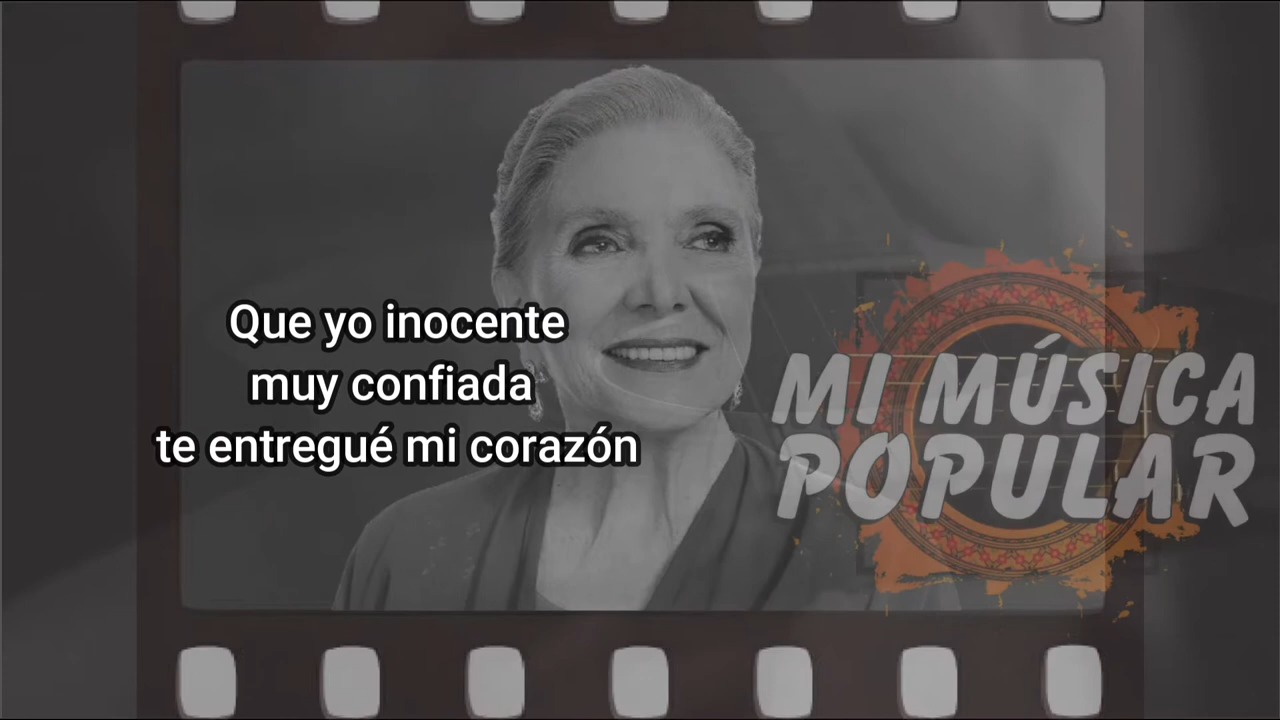 Que yo inocente
muy confiada
te entregué mi corazón
MI MÚSICA
POPULAR